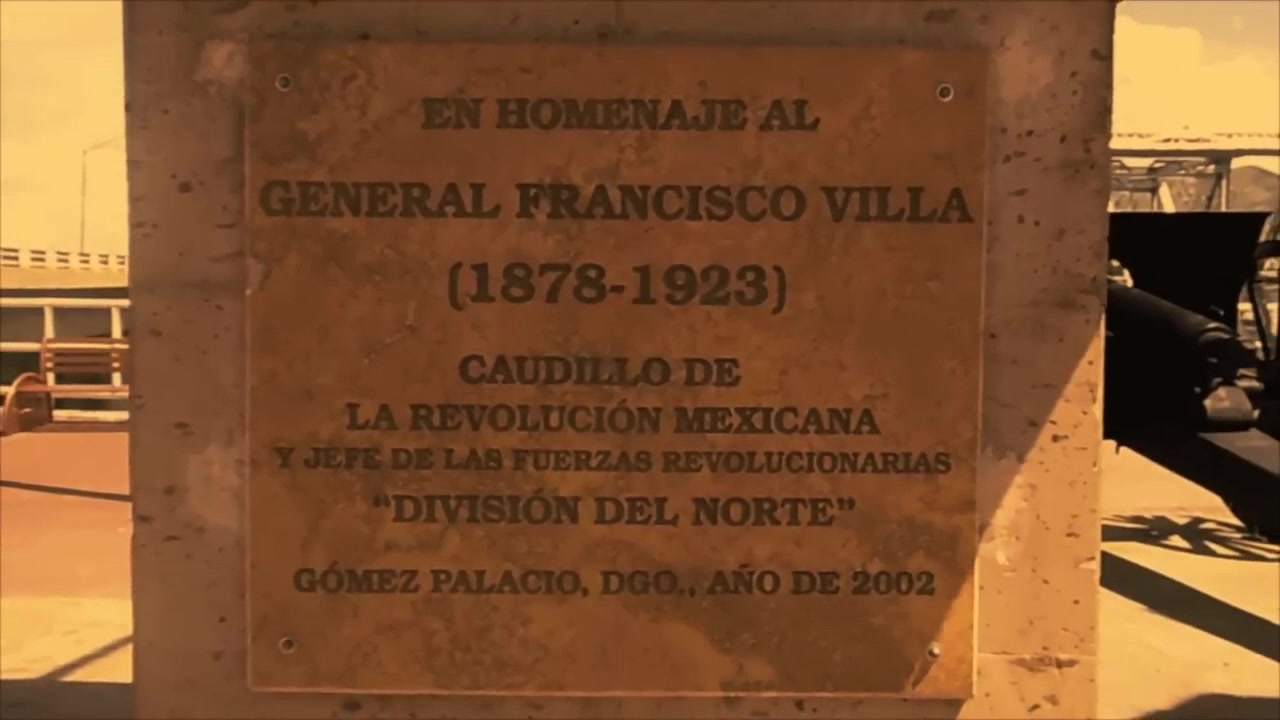 EN HOMENAJE AL
GENERAL FRANCISCO VILLA
(1878-1923)
CAUDILLO DE
LA REVOLUCIÓN MEXICANA
Y JEFE DE LAS FUERZAS REVOLUCIONARIAS
“DIVISIÓN DEL NORTE”
GÓMEZ PALACIO, DGO., AÑO DE 2002